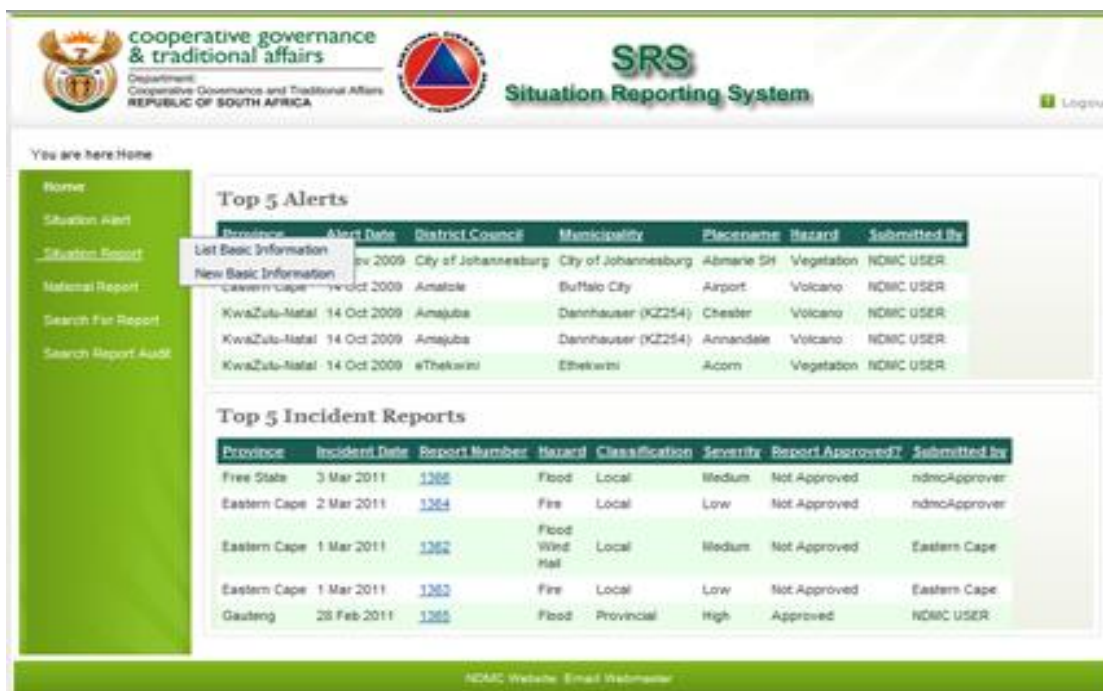 cooperative governance
& traditional affairs
Department:
Cooperative Governance and Traditional Affairs
REPUBLIC OF SOUTH AFRICA
SRS
Situation Reporting System
You are here:Home
Home
Situation Alert
Situation Report
National Report
Search For Report
Search Report Audit
List Basic Information
New Basic Information
Top 5 Alerts
Province Alert Date District Council Municipality Placename Hazard Submitted By
2009 City of Johannesburg City of Johannesburg Abmarie SH Vegetation NDMC USER
Eastern Cape 14 Oct 2009 Amatole Buffalo City Airport Volcano NDMC USER
KwaZulu-Natal 14 Oct 2009 Amajuba Dannhauser (KZ254) Chester Volcano NDMC USER
KwaZulu-Natal 14 Oct 2009 Amajuba Dannhauser (KZ254) Annandale Volcano NDMC USER
KwaZulu-Natal 14 Oct 2009 eThekwini Ethekwini Acorn Vegetation NDMC USER
Top 5 Incident Reports
Province Incident Date Report Number Hazard Classification Severity Report Approved? Submitted by
Free State 3 Mar 2011 1366 Flood Local Medium Not Approved ndmcApprover
Eastern Cape 2 Mar 2011 1364 Fire Local Low Not Approved ndmcApprover
Eastern Cape 1 Mar 2011 1362 Flood Wind Hail Local Medium Not Approved Eastern Cape
Eastern Cape 1 Mar 2011 1363 Fire Local Low Not Approved Eastern Cape
Gauteng 28 Feb 2011 1365 Flood Provincial High Approved NDMC USER
NDMC Website Email Webmaster